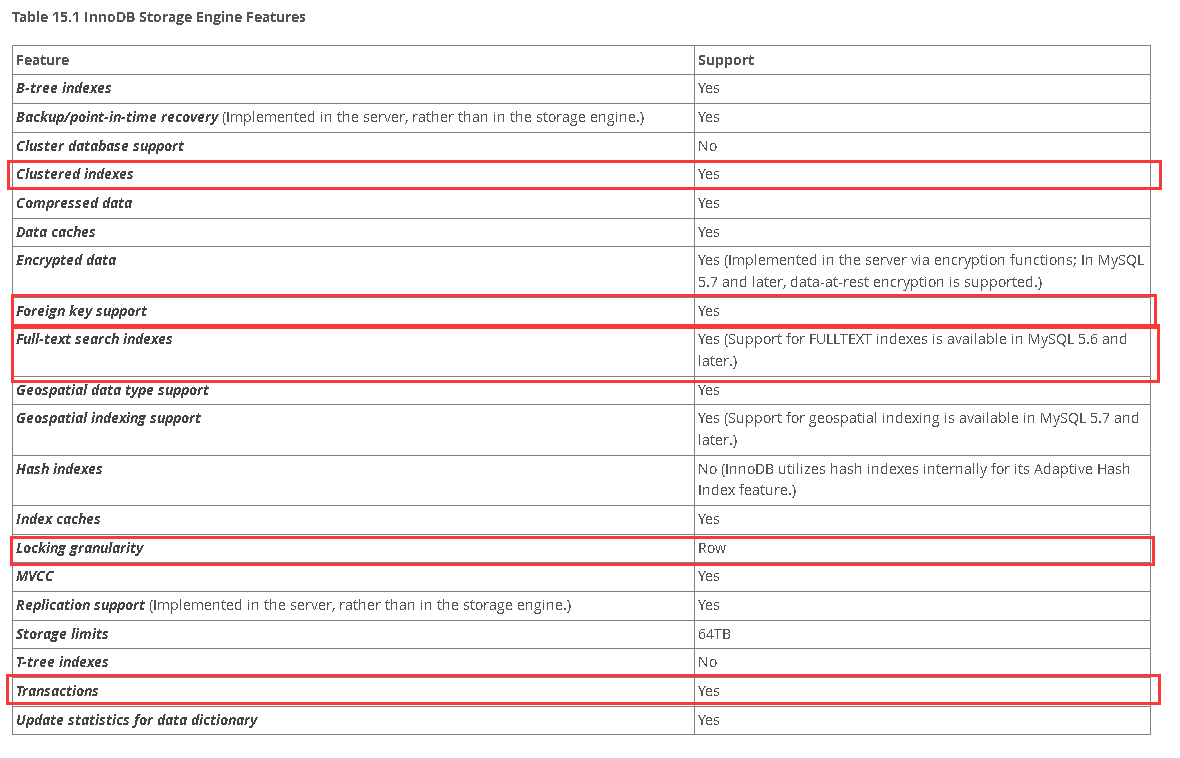 Table 15.1 InnoDB Storage Engine Features
Feature Support
B-tree indexes Yes
Backup/point-in-time recovery (Implemented in the server, rather than in the storage engine.) Yes
Cluster database support No
Clustered indexes Yes
Compressed data Yes
Data caches Yes
Encrypted data Yes (Implemented in the server via encryption functions; In MySQL
5.7 and later, data-at-rest encryption is supported.)
Foreign key support Yes
Full-text search indexes Yes (Support for FULLTEXT indexes is available in MySQL 5.6 and
later.)
Geospatial data type support Yes
Geospatial indexing support Yes (Support for geospatial indexing is available in MySQL 5.7 and
later.)
Hash indexes No (InnoDB utilizes hash indexes internally for its Adaptive Hash
Index feature.)
Index caches Yes
Locking granularity Row
MVCC Yes
Replication support (Implemented in the server, rather than in the storage engine.) Yes
Storage limits 64TB
T-tree indexes No
Transactions Yes
Update statistics for data dictionary Yes